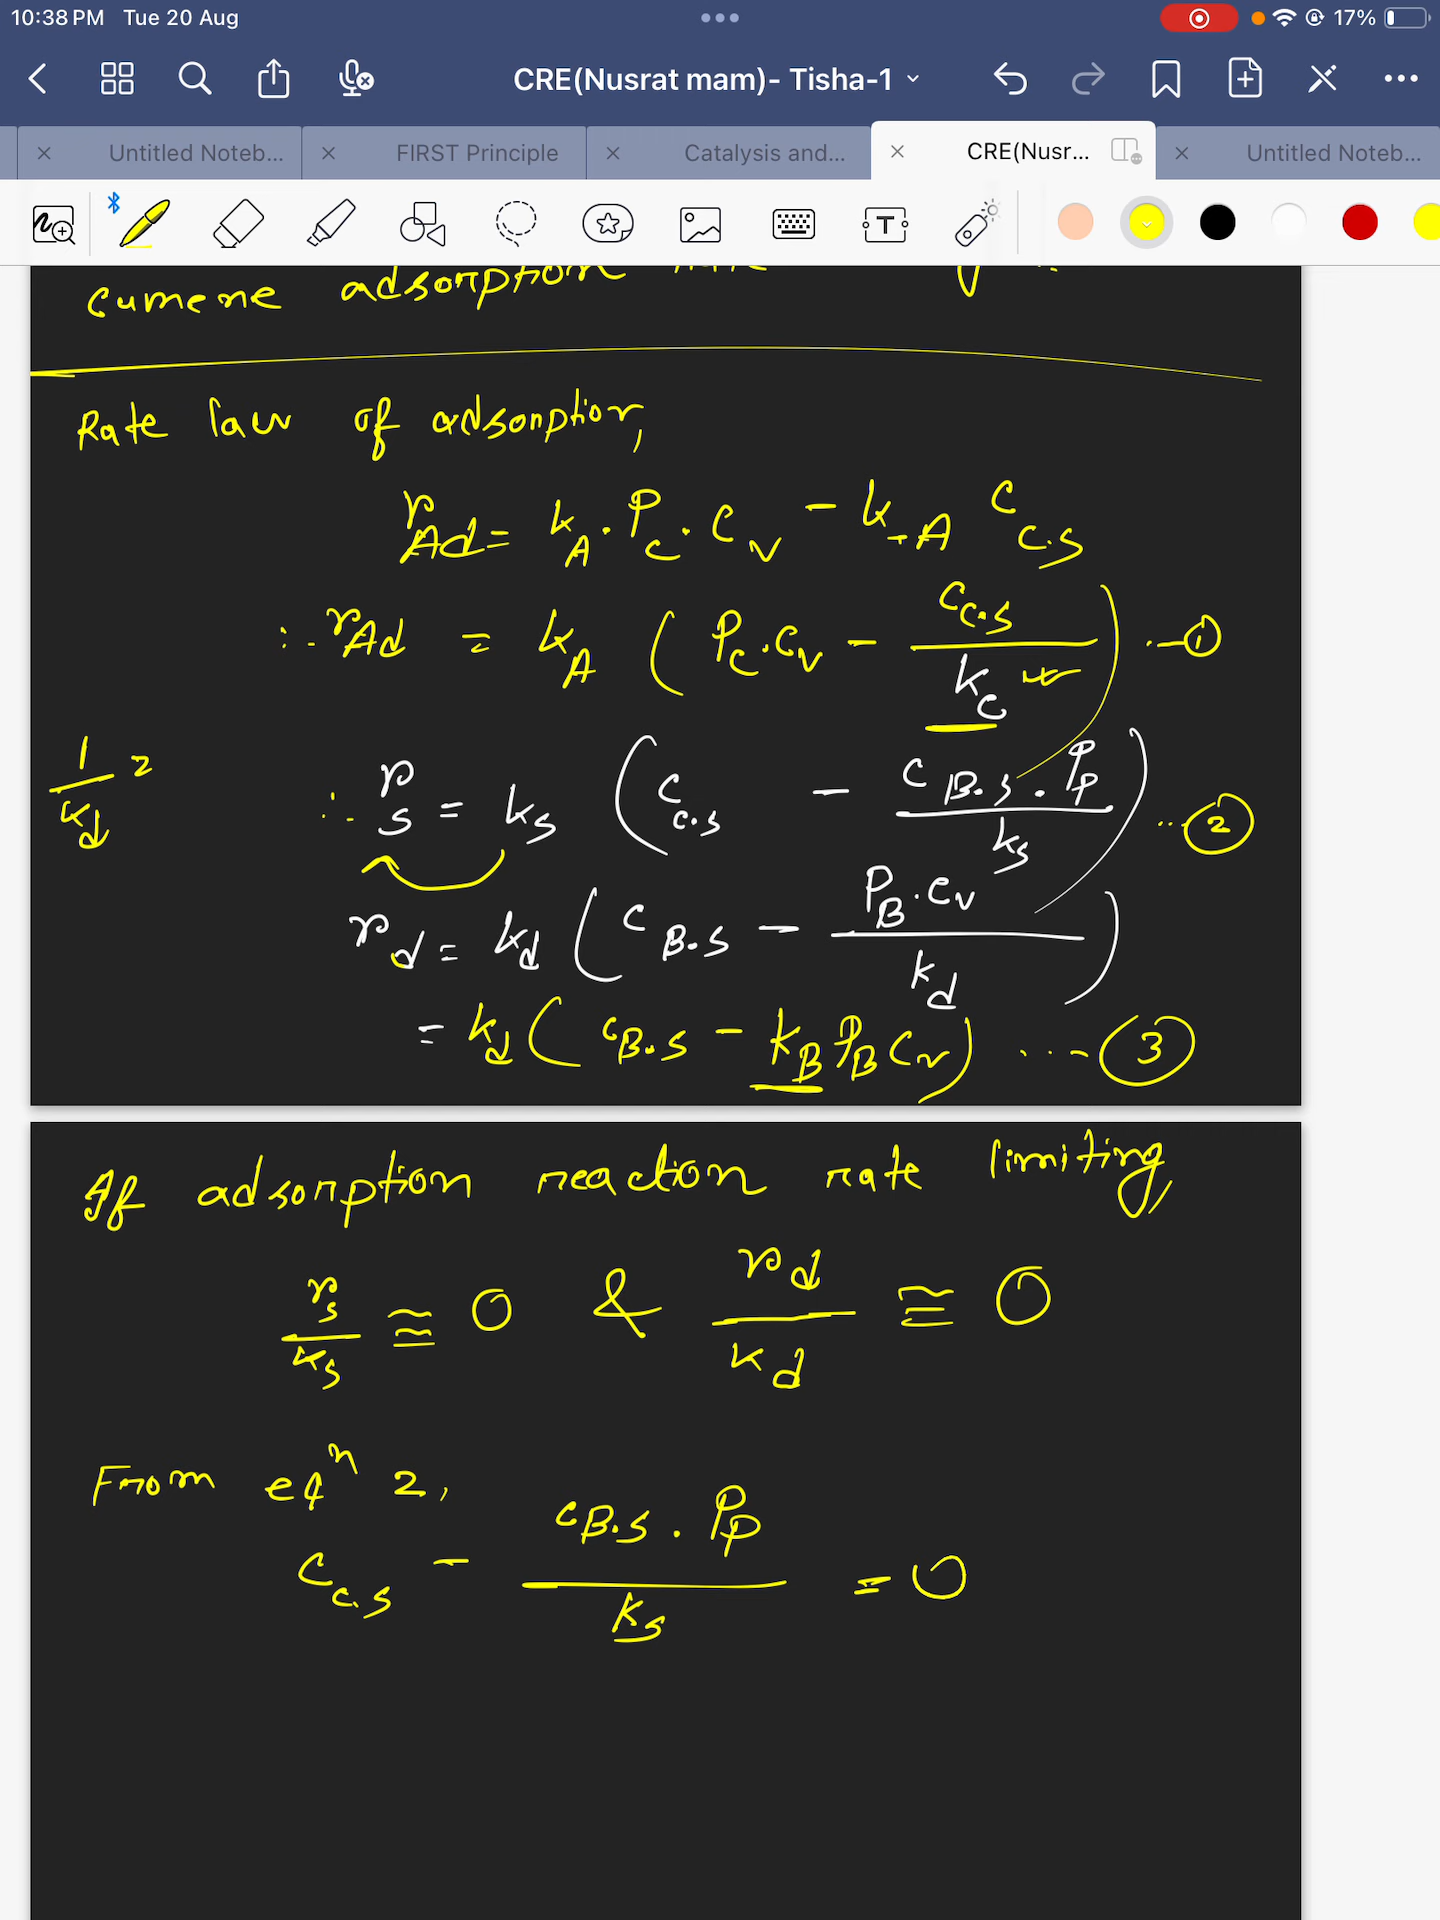 10:38 PM Tue 20 Aug
17%
CRE(Nusrat mam)- Tisha-1
Untitled Noteb... FIRST Principle Catalysis and... CRE(Nusr... Untitled Noteb...
cumene adsorption
Rate law of adsorption,
r_Ad = k_A . P_C . C_v - k_-A C_C.S
∴ r_Ad = k_A ( P_C . C_v - C_C.S / K_C ) ...①
1/k_d =
∴ r_S = k_S ( C_C.S - C_B.S . P_P / k_S ) ...②
r_d = k_d ( C_B.S - P_B . C_v / k_d )
= k_d ( C_B.S - K_B P_B C_v ) ...③
If adsorption reaction rate limiting,
r_S / k_S ≅ 0 & r_d / k_d ≅ 0
From eqⁿ 2,
C_C.S - C_B.S . P_P / K_S = 0